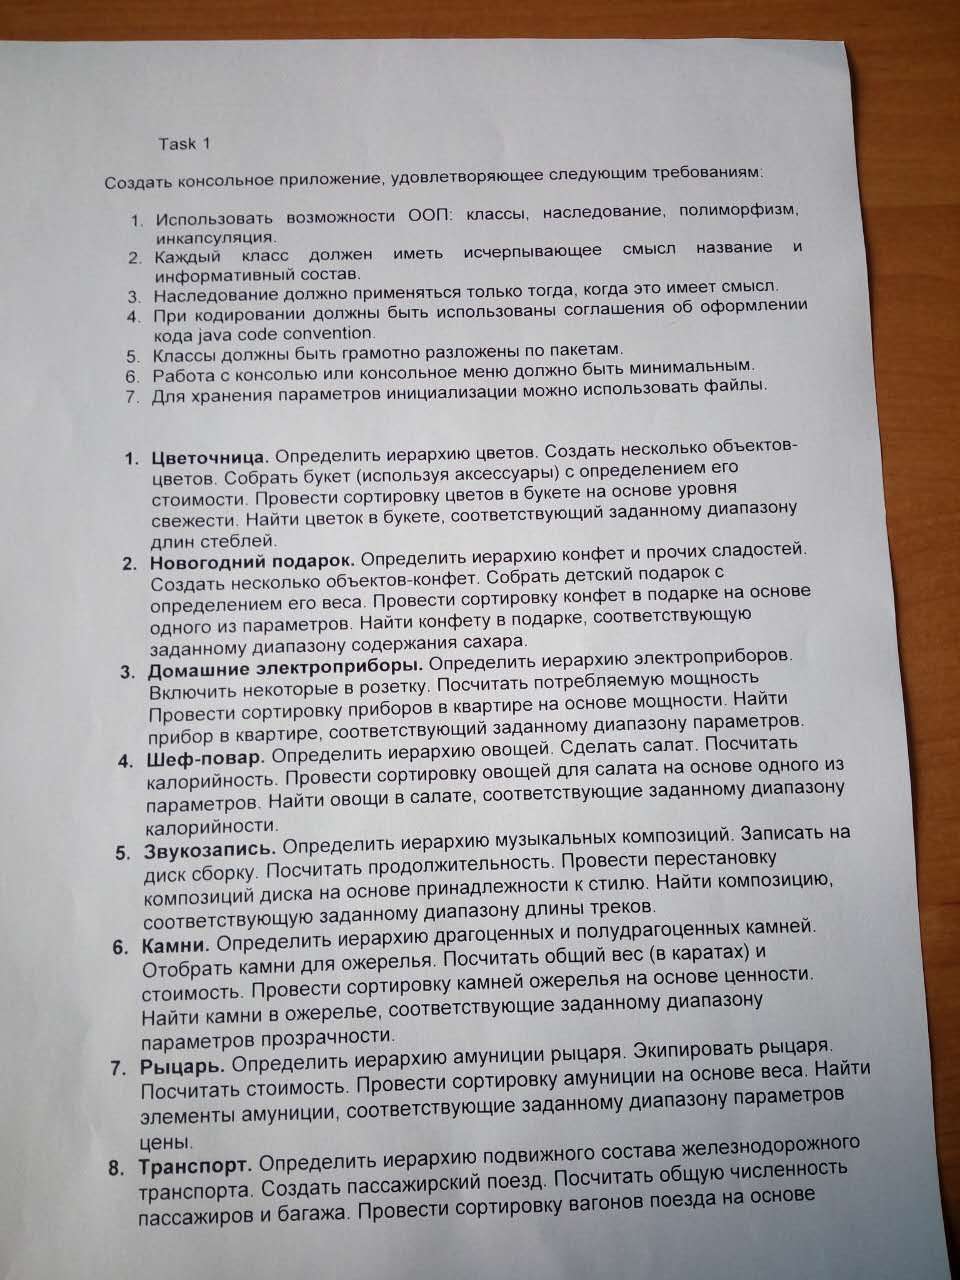 Task 1
Создать консольное приложение, удовлетворяющее следующим требованиям:
1. Использовать возможности ООП: классы, наследование, полиморфизм,
инкапсуляция.
2. Каждый класс должен иметь исчерпывающее смысл название и
информативный состав.
3. Наследование должно применяться только тогда, когда это имеет смысл.
4. При кодировании должны быть использованы соглашения об оформлении
кода java code convention.
5. Классы должны быть грамотно разложены по пакетам.
6. Работа с консолью или консольное меню должно быть минимальным.
7. Для хранения параметров инициализации можно использовать файлы.
1. Цветочница. Определить иерархию цветов. Создать несколько объектов-
цветов. Собрать букет (используя аксессуары) с определением его
стоимости. Провести сортировку цветов в букете на основе уровня
свежести. Найти цветок в букете, соответствующий заданному диапазону
длин стеблей.
2. Новогодний подарок. Определить иерархию конфет и прочих сладостей.
Создать несколько объектов-конфет. Собрать детский подарок с
определением его веса. Провести сортировку конфет в подарке на основе
одного из параметров. Найти конфету в подарке, соответствующую
заданному диапазону содержания сахара.
3. Домашние электроприборы. Определить иерархию электроприборов.
Включить некоторые в розетку. Посчитать потребляемую мощность
Провести сортировку приборов в квартире на основе мощности. Найти
прибор в квартире, соответствующий заданному диапазону параметров.
4. Шеф-повар. Определить иерархию овощей. Сделать салат. Посчитать
калорийность. Провести сортировку овощей для салата на основе одного из
параметров. Найти овощи в салате, соответствующие заданному диапазону
калорийности.
5. Звукозапись. Определить иерархию музыкальных композиций. Записать на
диск сборку. Посчитать продолжительность. Провести перестановку
композиций диска на основе принадлежности к стилю. Найти композицию,
соответствующую заданному диапазону длины треков.
6. Камни. Определить иерархию драгоценных и полудрагоценных камней.
Отобрать камни для ожерелья. Посчитать общий вес (в каратах) и
стоимость. Провести сортировку камней ожерелья на основе ценности.
Найти камни в ожерелье, соответствующие заданному диапазону
параметров прозрачности.
7. Рыцарь. Определить иерархию амуниции рыцаря. Экипировать рыцаря.
Посчитать стоимость. Провести сортировку амуниции на основе веса. Найти
элементы амуниции, соответствующие заданному диапазону параметров
цены.
8. Транспорт. Определить иерархию подвижного состава железнодорожного
транспорта. Создать пассажирский поезд. Посчитать общую численность
пассажиров и багажа. Провести сортировку вагонов поезда на основе